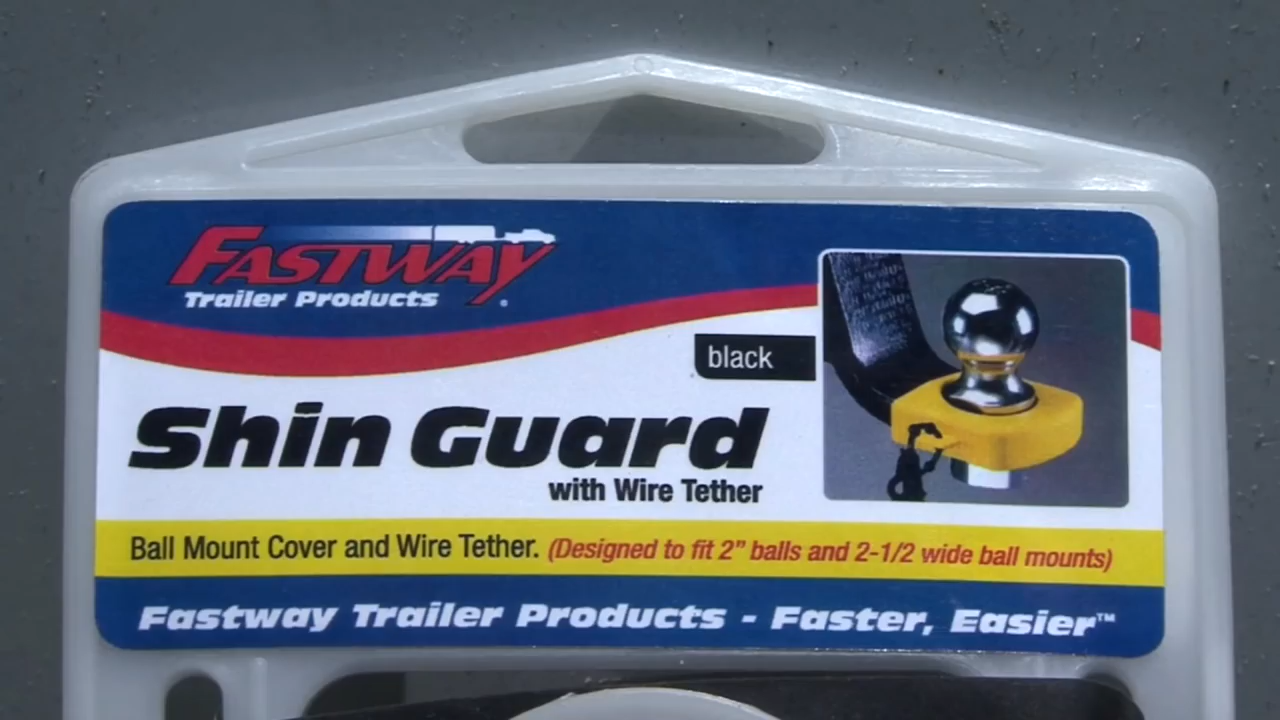 FASTWAY
Trailer Products
black
Shin Guard
with Wire Tether
Ball Mount Cover and Wire Tether. (Designed to fit 2" balls and 2-1/2 wide ball mounts)
Fastway Trailer Products - Faster, Easier™